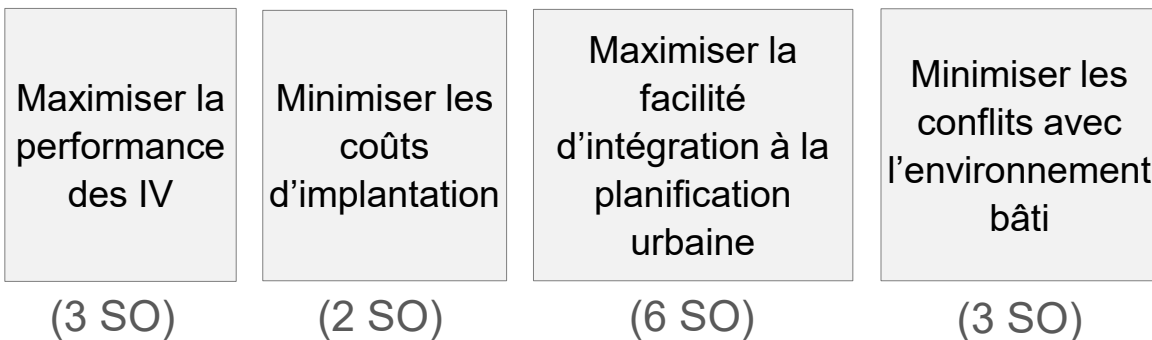 Maximiser la
performance
des IV
(3 SO)
Minimiser les
coûts
d’implantation
(2 SO)
Maximiser la
facilité
d’intégration à la
planification
urbaine
(6 SO)
Minimiser les
conflits avec
l’environnement
bâti
(3 SO)